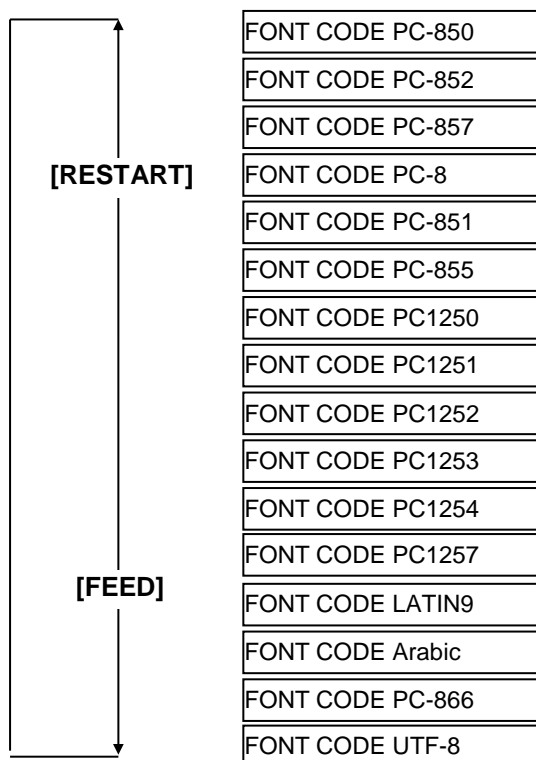 FONT CODE PC-850
FONT CODE PC-852
FONT CODE PC-857
[RESTART]
FONT CODE PC-8
FONT CODE PC-851
FONT CODE PC-855
FONT CODE PC1250
FONT CODE PC1251
FONT CODE PC1252
FONT CODE PC1253
FONT CODE PC1254
FONT CODE PC1257
[FEED]
FONT CODE LATIN9
FONT CODE Arabic
FONT CODE PC-866
FONT CODE UTF-8